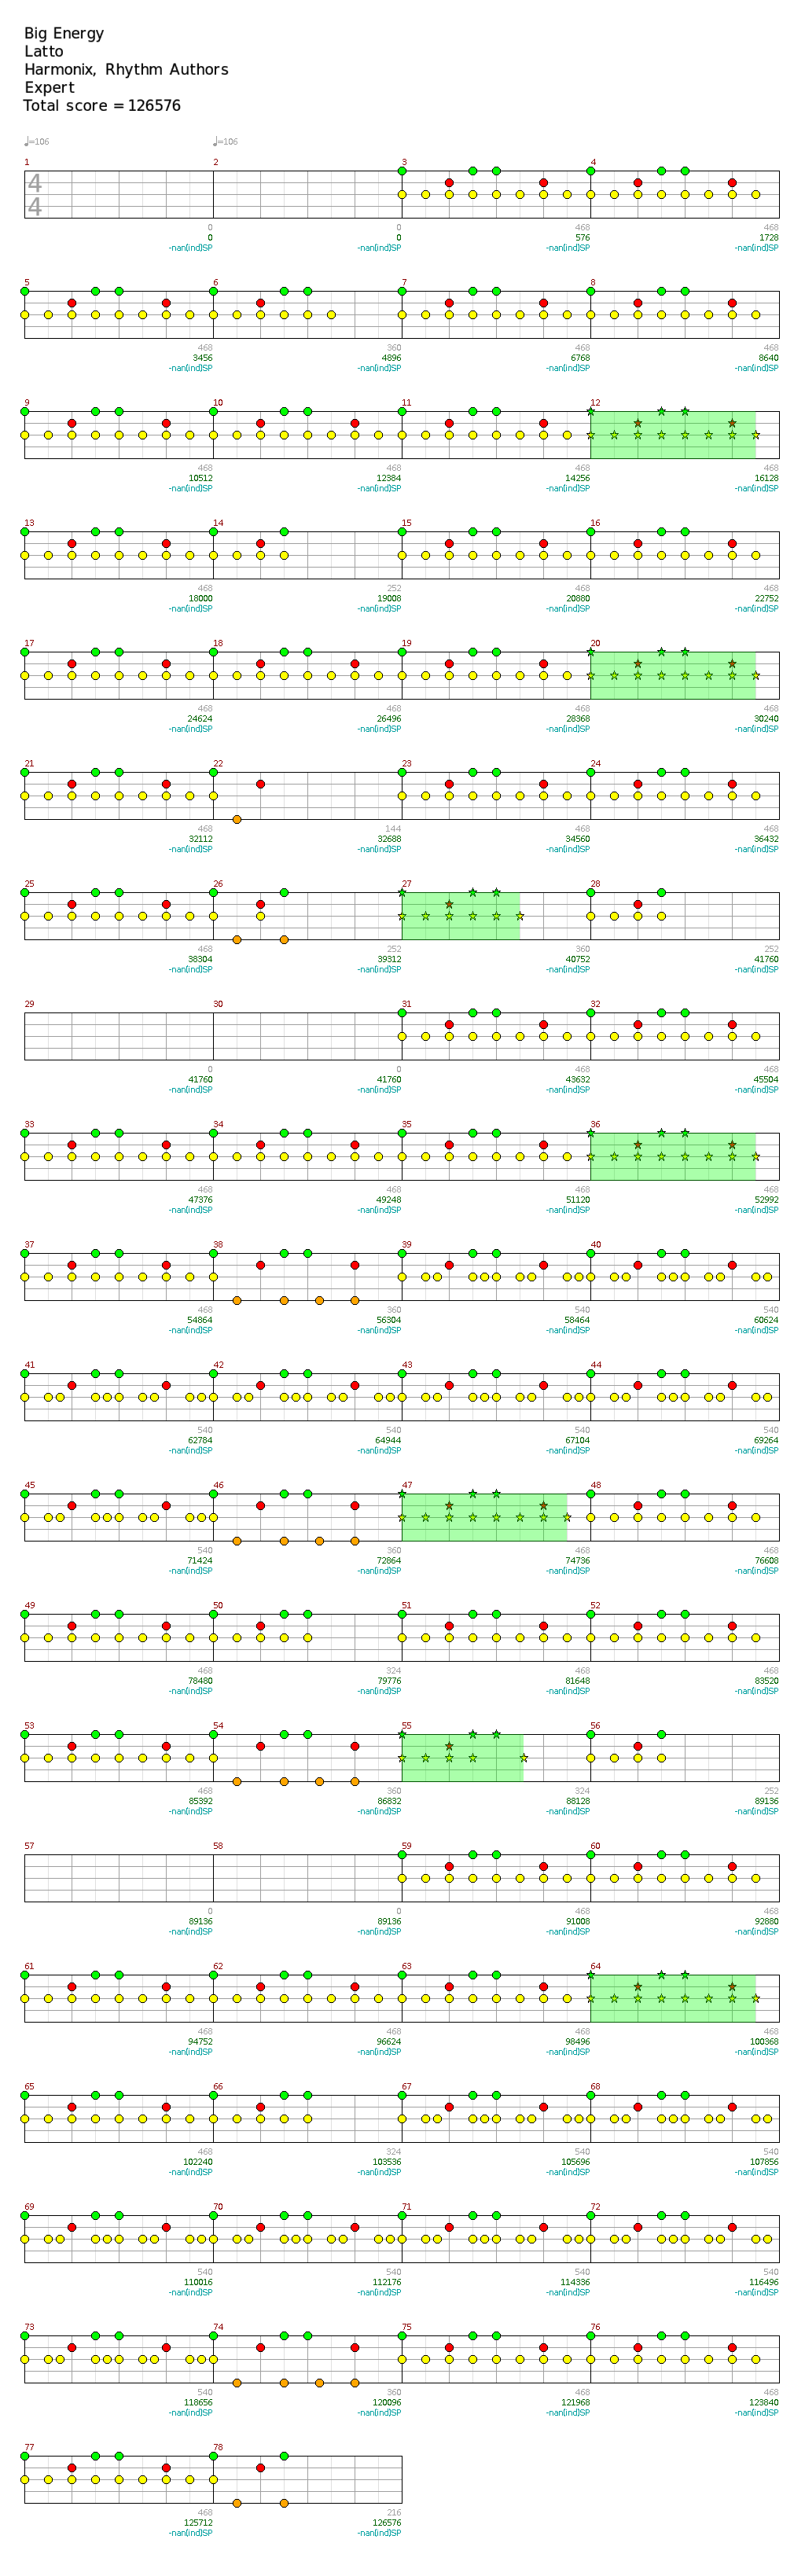 Big Energy
Latto
Harmonix, Rhythm Authors
Expert
Total score = 126576
♩=106 ♩=106
1 2 3 4
4
4
0 0 468 468
0 0 576 1728
-nan(ind)SP -nan(ind)SP -nan(ind)SP -nan(ind)SP
5 6 7 8
468 360 468 468
3456 4896 6768 8640
-nan(ind)SP -nan(ind)SP -nan(ind)SP -nan(ind)SP
9 10 11 12
468 468 468 468
10512 12384 14256 16128
-nan(ind)SP -nan(ind)SP -nan(ind)SP -nan(ind)SP
13 14 15 16
468 252 468 468
18000 19008 20880 22752
-nan(ind)SP -nan(ind)SP -nan(ind)SP -nan(ind)SP
17 18 19 20
468 468 468 468
24624 26496 28368 30240
-nan(ind)SP -nan(ind)SP -nan(ind)SP -nan(ind)SP
21 22 23 24
468 144 468 468
32112 32688 34560 36432
-nan(ind)SP -nan(ind)SP -nan(ind)SP -nan(ind)SP
25 26 27 28
468 252 360 252
38304 39312 40752 41760
-nan(ind)SP -nan(ind)SP -nan(ind)SP -nan(ind)SP
29 30 31 32
0 0 468 468
41760 41760 43632 45504
-nan(ind)SP -nan(ind)SP -nan(ind)SP -nan(ind)SP
33 34 35 36
468 468 468 468
47376 49248 51120 52992
-nan(ind)SP -nan(ind)SP -nan(ind)SP -nan(ind)SP
37 38 39 40
468 360 540 540
54864 56304 58464 60624
-nan(ind)SP -nan(ind)SP -nan(ind)SP -nan(ind)SP
41 42 43 44
540 540 540 540
62784 64944 67104 69264
-nan(ind)SP -nan(ind)SP -nan(ind)SP -nan(ind)SP
45 46 47 48
540 360 468 468
71424 72864 74736 76608
-nan(ind)SP -nan(ind)SP -nan(ind)SP -nan(ind)SP
49 50 51 52
468 324 468 468
78480 79776 81648 83520
-nan(ind)SP -nan(ind)SP -nan(ind)SP -nan(ind)SP
53 54 55 56
468 360 324 252
85392 86832 88128 89136
-nan(ind)SP -nan(ind)SP -nan(ind)SP -nan(ind)SP
57 58 59 60
0 0 468 468
89136 89136 91008 92880
-nan(ind)SP -nan(ind)SP -nan(ind)SP -nan(ind)SP
61 62 63 64
468 468 468 468
94752 96624 98496 100368
-nan(ind)SP -nan(ind)SP -nan(ind)SP -nan(ind)SP
65 66 67 68
468 324 540 540
102240 103536 105696 107856
-nan(ind)SP -nan(ind)SP -nan(ind)SP -nan(ind)SP
69 70 71 72
540 540 540 540
110016 112176 114336 116496
-nan(ind)SP -nan(ind)SP -nan(ind)SP -nan(ind)SP
73 74 75 76
540 360 468 468
118656 120096 121968 123840
-nan(ind)SP -nan(ind)SP -nan(ind)SP -nan(ind)SP
77 78
468 216
125712 126576
-nan(ind)SP -nan(ind)SP